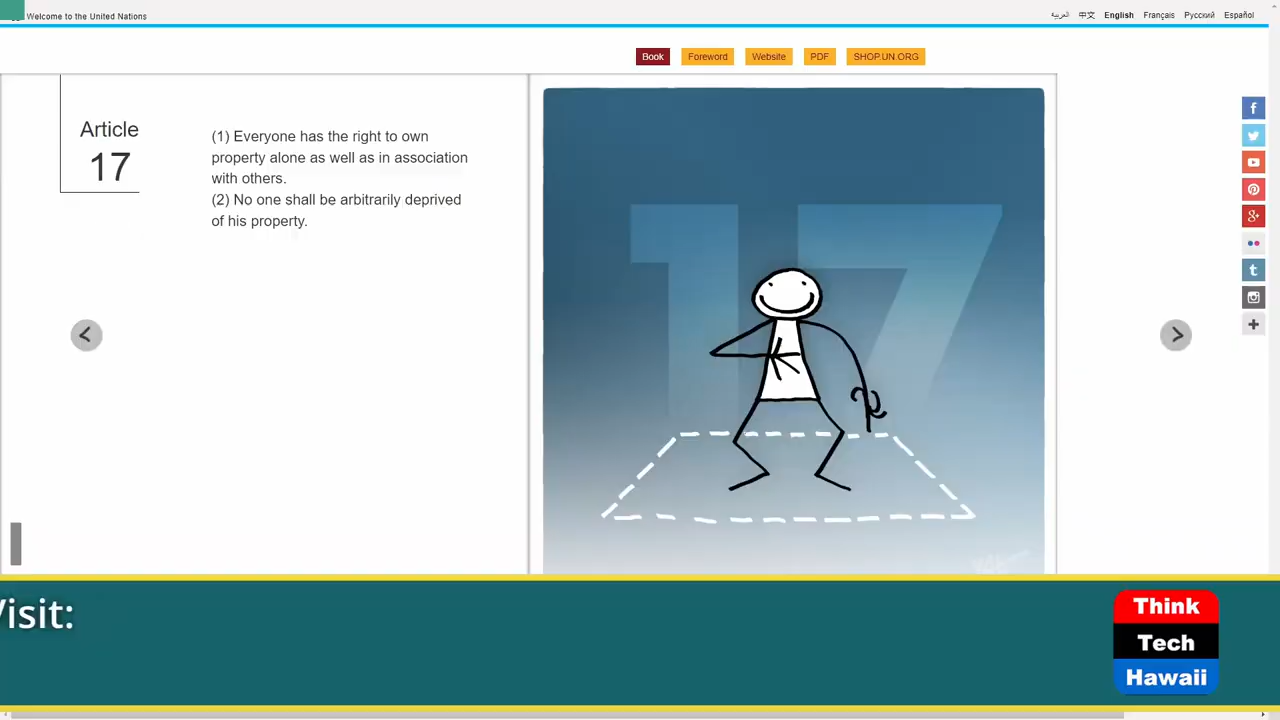 Welcome to the United Nations
العربية 中文 English Français Русский Español
Book Foreword Website PDF SHOP.UN.ORG
Article
17
(1) Everyone has the right to own
property alone as well as in association
with others.
(2) No one shall be arbitrarily deprived
of his property.
17
Visit:
Think
Tech
Hawaii